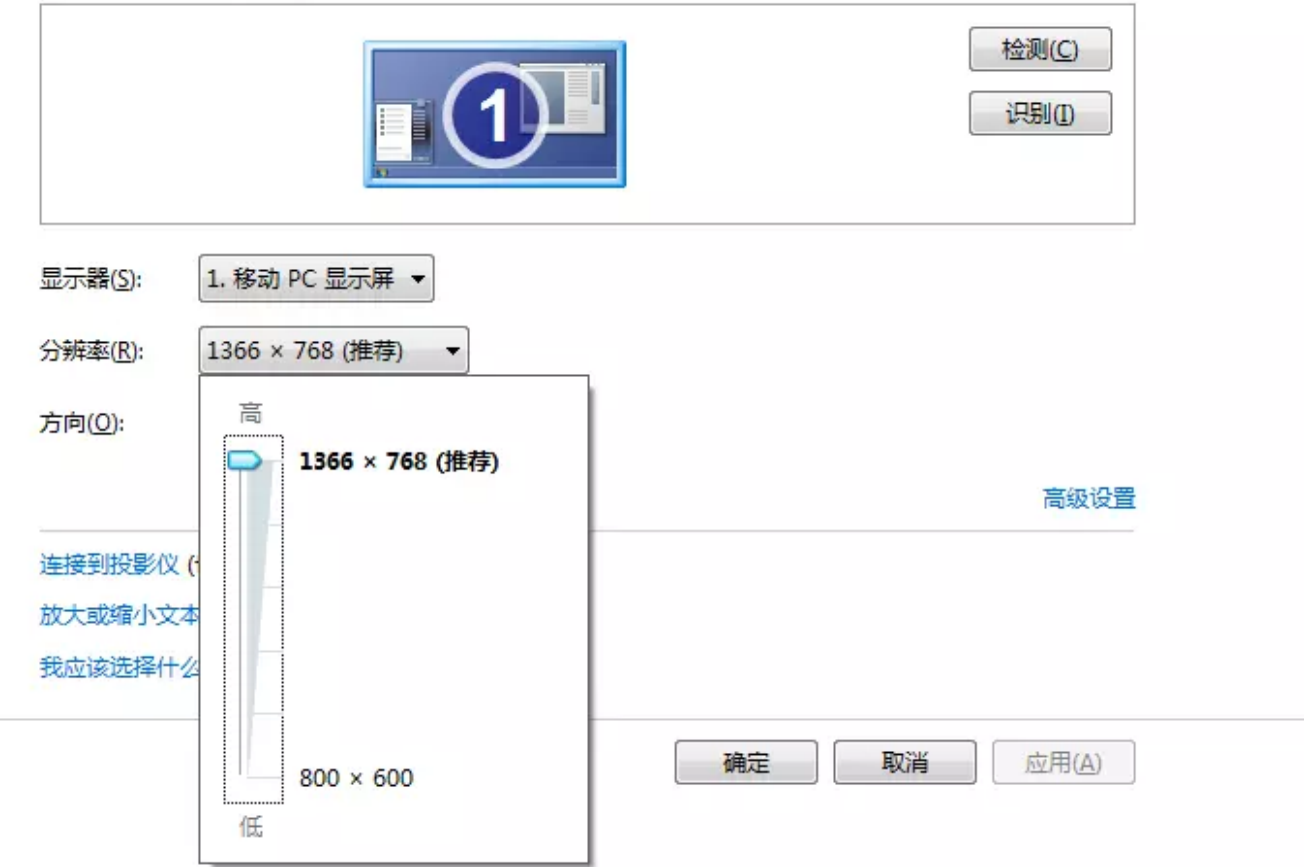 1
检测(C)
识别(I)
显示器(S): 1. 移动 PC 显示屏
分辨率(R): 1366 × 768 (推荐)
方向(O):
高
1366 × 768 (推荐)
800 × 600
低
高级设置
连接到投影仪 (
放大或缩小文本
我应该选择什么
确定 取消 应用(A)